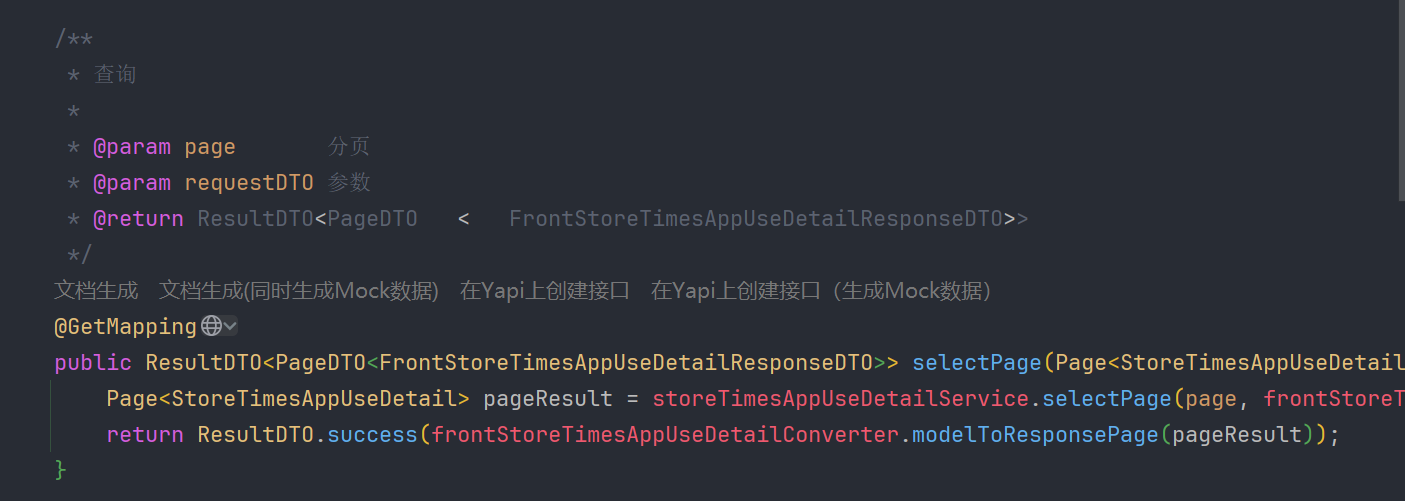 /**
 * 查询
 *
 * @param page       分页
 * @param requestDTO 参数
 * @return ResultDTO<PageDTO   <   FrontStoreTimesAppUseDetailResponseDTO>>
 */
文档生成  文档生成(同时生成Mock数据)  在Yapi上创建接口  在Yapi上创建接口（生成Mock数据）
@GetMapping
public ResultDTO<PageDTO<FrontStoreTimesAppUseDetailResponseDTO>> selectPage(Page<StoreTimesAppUseDetail
    Page<StoreTimesAppUseDetail> pageResult = storeTimesAppUseDetailService.selectPage(page, frontStoreT
    return ResultDTO.success(frontStoreTimesAppUseDetailConverter.modelToResponsePage(pageResult));
}